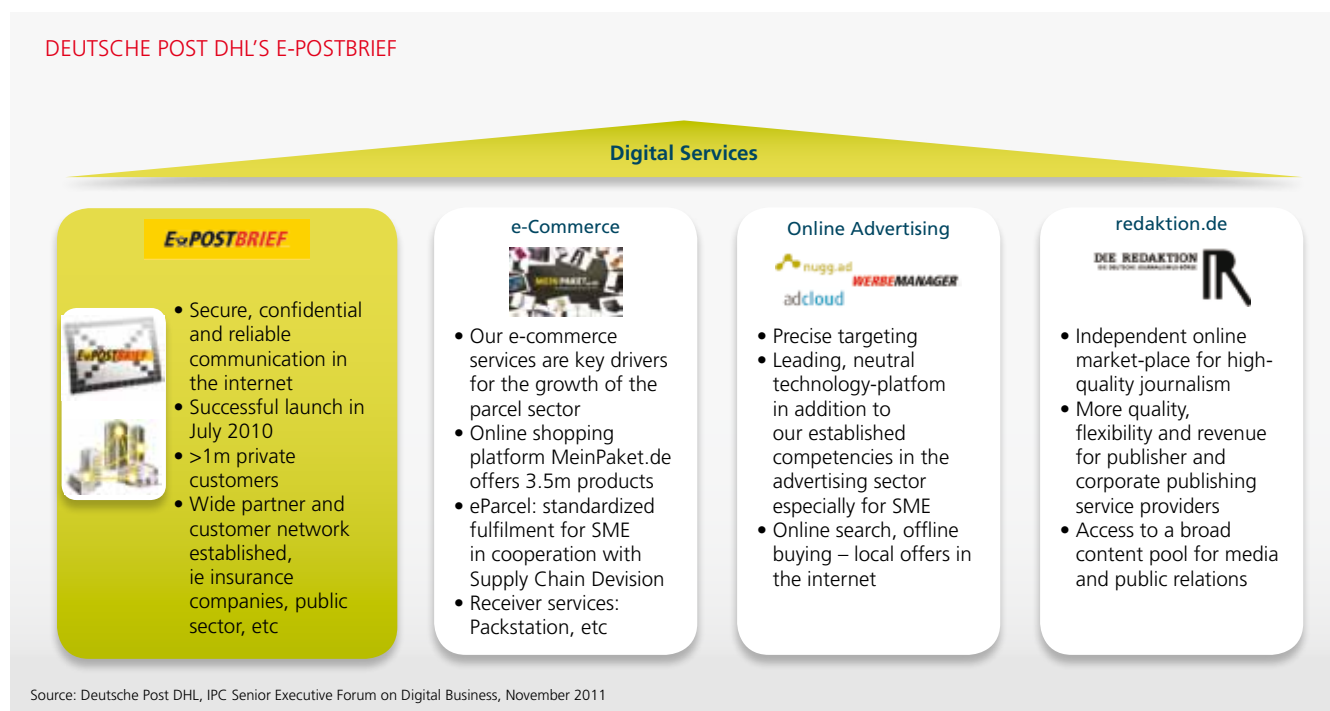 DEUTSCHE POST DHL'S E-POSTBRIEF
Digital Services
E-POSTBRIEF
E-POSTBRIEF
• Secure, confidential
and reliable
communication in
the internet
• Successful launch in
July 2010
• >1m private
customers
• Wide partner and
customer network
established,
ie insurance
companies, public
sector, etc
e-Commerce
MEINPAKET.de
• Our e-commerce
services are key drivers
for the growth of the
parcel sector
• Online shopping
platform MeinPaket.de
offers 3.5m products
• eParcel: standardized
fulfilment for SME
in cooperation with
Supply Chain Devision
• Receiver services:
Packstation, etc
Online Advertising
nugg.ad
WERBEMANAGER
adcloud
• Precise targeting
• Leading, neutral
technology-platfom
in addition to
our established
competencies in the
advertising sector
especially for SME
• Online search, offline
buying – local offers in
the internet
redaktion.de
DIE REDAKTION
DIE DEUTSCHE JOURNALISMUS-BÖRSE
R
• Independent online
market-place for high-
quality journalism
• More quality,
flexibility and revenue
for publisher and
corporate publishing
service providers
• Access to a broad
content pool for media
and public relations
Source: Deutsche Post DHL, IPC Senior Executive Forum on Digital Business, November 2011